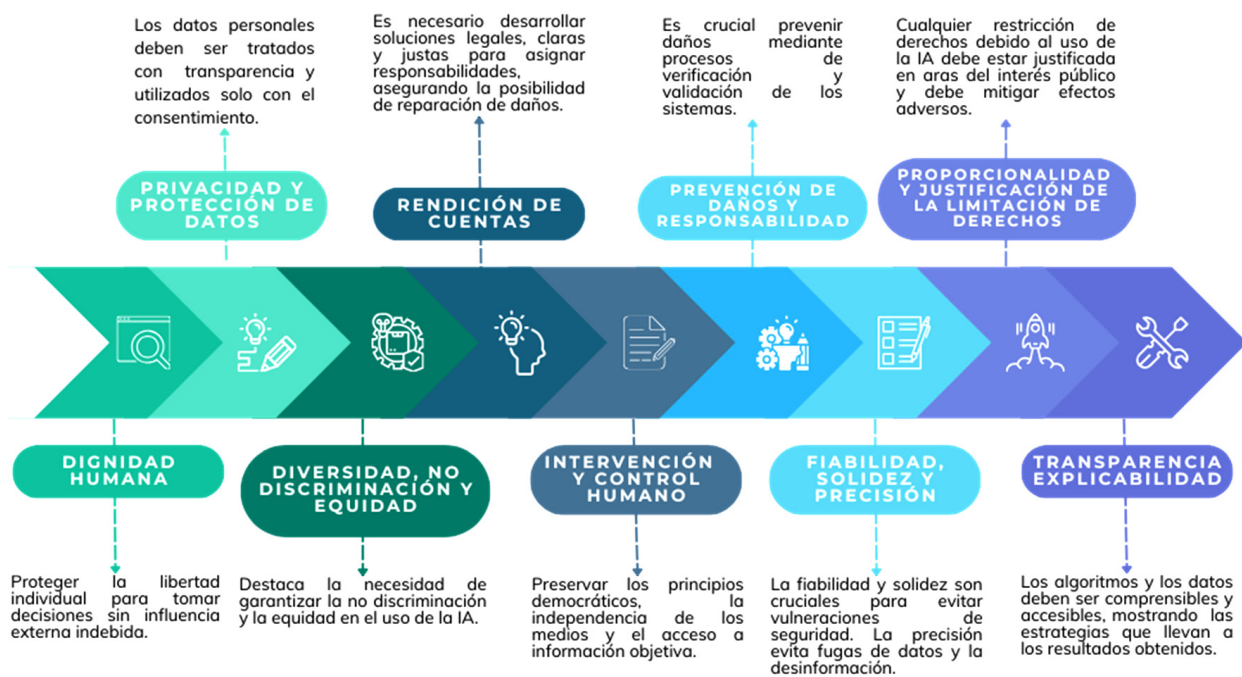 Los datos personales
deben ser tratados
con transparencia y
utilizados solo con el
consentimiento.
Es necesario desarrollar
soluciones legales, claras
y justas para asignar
responsabilidades,
asegurando la posibilidad
de reparación de daños.
Es crucial prevenir
daños mediante
procesos de
verificación y
validación de los
sistemas.
Cualquier restricción de
derechos debido al uso de
la IA debe estar justificada
en aras del interés público
y debe mitigar efectos
adversos.
PRIVACIDAD Y
PROTECCIÓN DE
DATOS
RENDICIÓN DE
CUENTAS
PREVENCIÓN DE
DAÑOS Y
RESPONSABILIDAD
PROPORCIONALIDAD
Y JUSTIFICACIÓN DE
LA LIMITACIÓN DE
DERECHOS
DIGNIDAD
HUMANA
DIVERSIDAD, NO
DISCRIMINACIÓN Y
EQUIDAD
INTERVENCIÓN
Y CONTROL
HUMANO
FIABILIDAD,
SOLIDEZ Y
PRECISIÓN
TRANSPARENCIA
EXPLICABILIDAD
Proteger la libertad
individual para tomar
decisiones sin influencia
externa indebida.
Destaca la necesidad de
garantizar la no discriminación
y la equidad en el uso de la IA.
Preservar los principios
democráticos, la
independencia de los
medios y el acceso a
información objetiva.
La fiabilidad y solidez son
cruciales para evitar
vulneraciones de
seguridad. La precisión
evita fugas de datos y la
desinformación.
Los algoritmos y los datos
deben ser comprensibles y
accesibles, mostrando las
estrategias que llevan a
los resultados obtenidos.